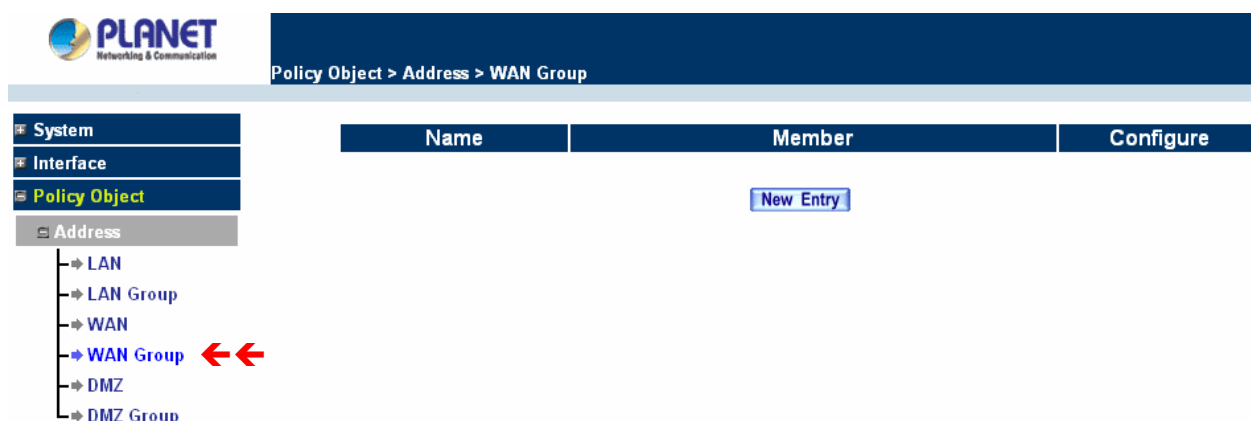 PLANET
Networking & Communication
Policy Object > Address > WAN Group
System
Interface
Policy Object
Address
LAN
LAN Group
WAN
WAN Group
DMZ
DMZ Group
Name Member Configure
New Entry